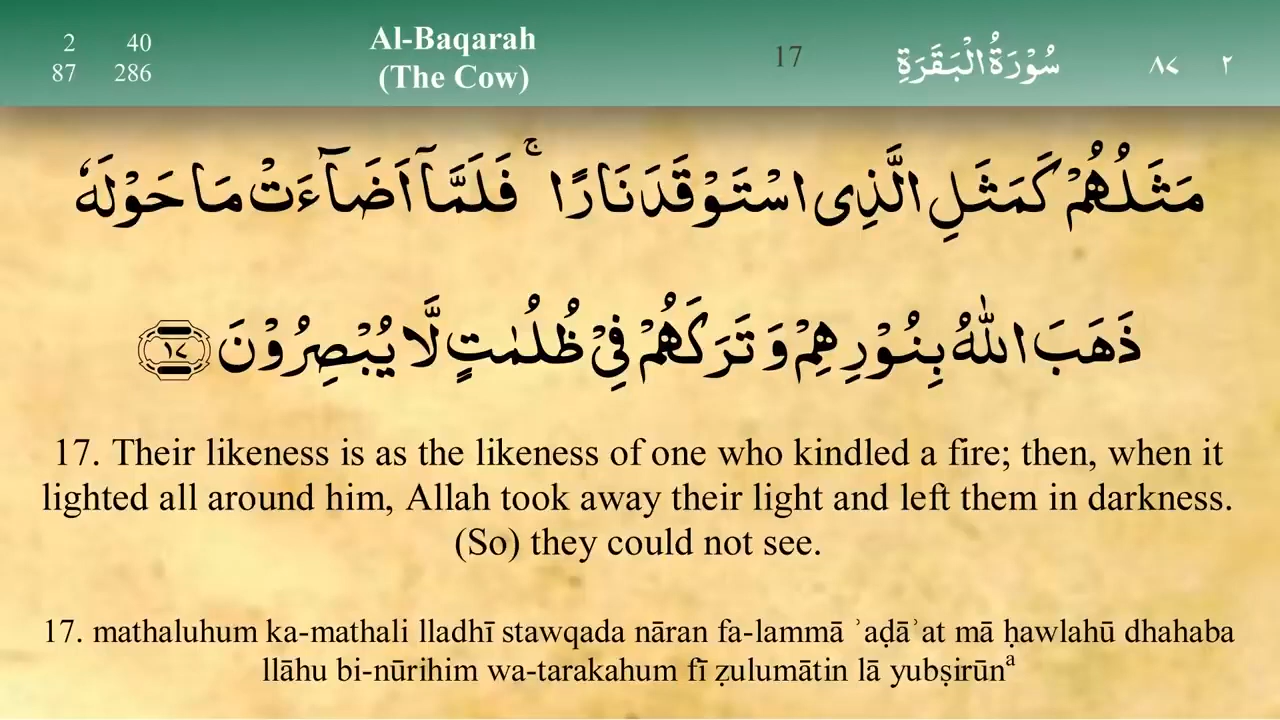 2 40
87 286
Al-Baqarah
(The Cow)
17
سُوْرَةُ الْبَقَرَةِ
٨٧ ٢
مَثَلُهُمْ كَمَثَلِ الَّذِى اسْتَوْقَدَ نَارًا ۚ فَلَمَّآ اَضَآءَتْ مَا حَوْلَهٗ
ذَهَبَ اللّٰهُ بِنُوْرِهِمْ وَ تَرَكَهُمْ فِىْ ظُلُمٰتٍ لَّا يُبْصِرُوْنَ ١٧
17. Their likeness is as the likeness of one who kindled a fire; then, when it
lighted all around him, Allah took away their light and left them in darkness.
(So) they could not see.
17. mathaluhum ka-mathali lladhī stawqada nāran fa-lammā ʾaḍāʾat mā ḥawlahū dhahaba
llāhu bi-nūrihim wa-tarakahum fī ẓulumātin lā yubṣirūnᵃ